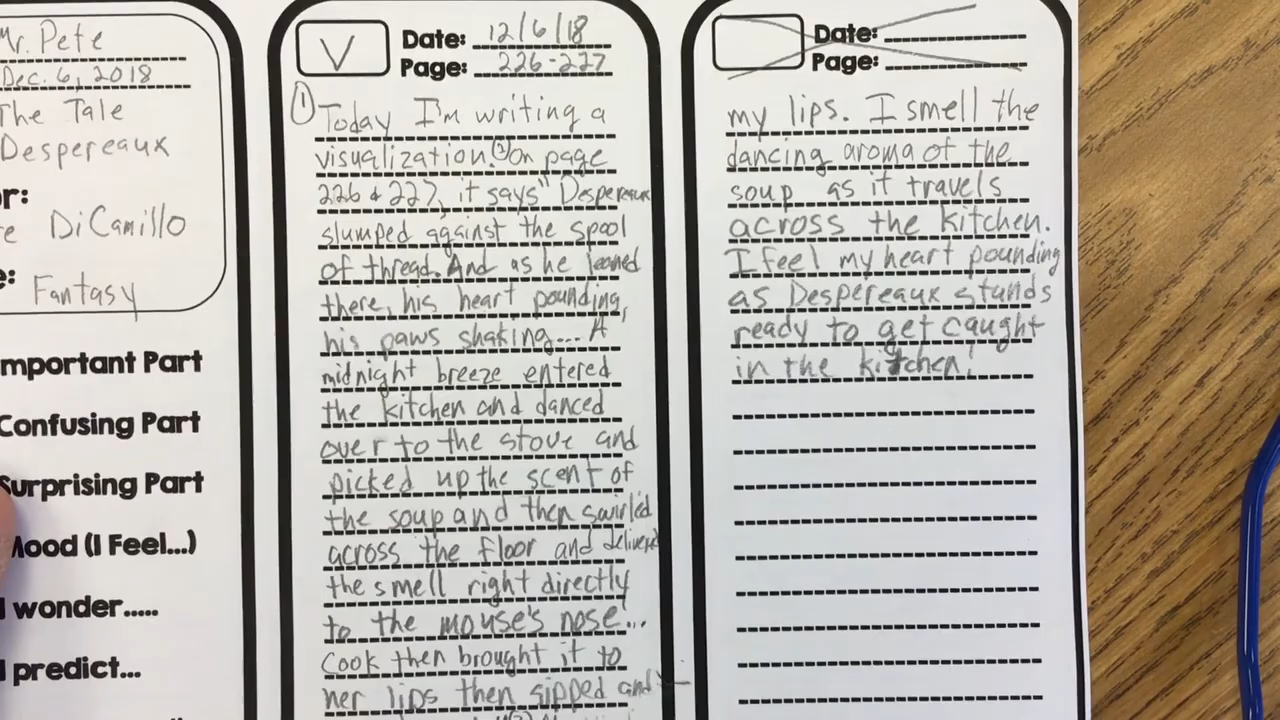 Mr. Pete
Dec. 6, 2018
The Tale
Despereaux
or:
te DiCamillo
e: Fantasy
mportant Part
Confusing Part
Surprising Part
Mood (I Feel...)
I wonder.....
I predict...
V
Date: 12/6/18
Page: 226-227
① Today I'm writing a
visualization. ② On page
226 & 227, it says "Despereaux
slumped against the spool
of thread. And as he leaned
there, his heart pounding,
his paws shaking.... A
midnight breeze entered
the kitchen and danced
over to the stove and
picked up the scent of
the soup and then swirled
across the floor and delivered
the smell right directly
to the mouse's nose...
Cook then brought it to
her lips then sipped and
Date:
Page:
my lips. I smell the
dancing aroma of the
soup as it travels
across the kitchen.
I feel my heart pounding
as Despereaux stands
ready to get caught
in the kitchen!